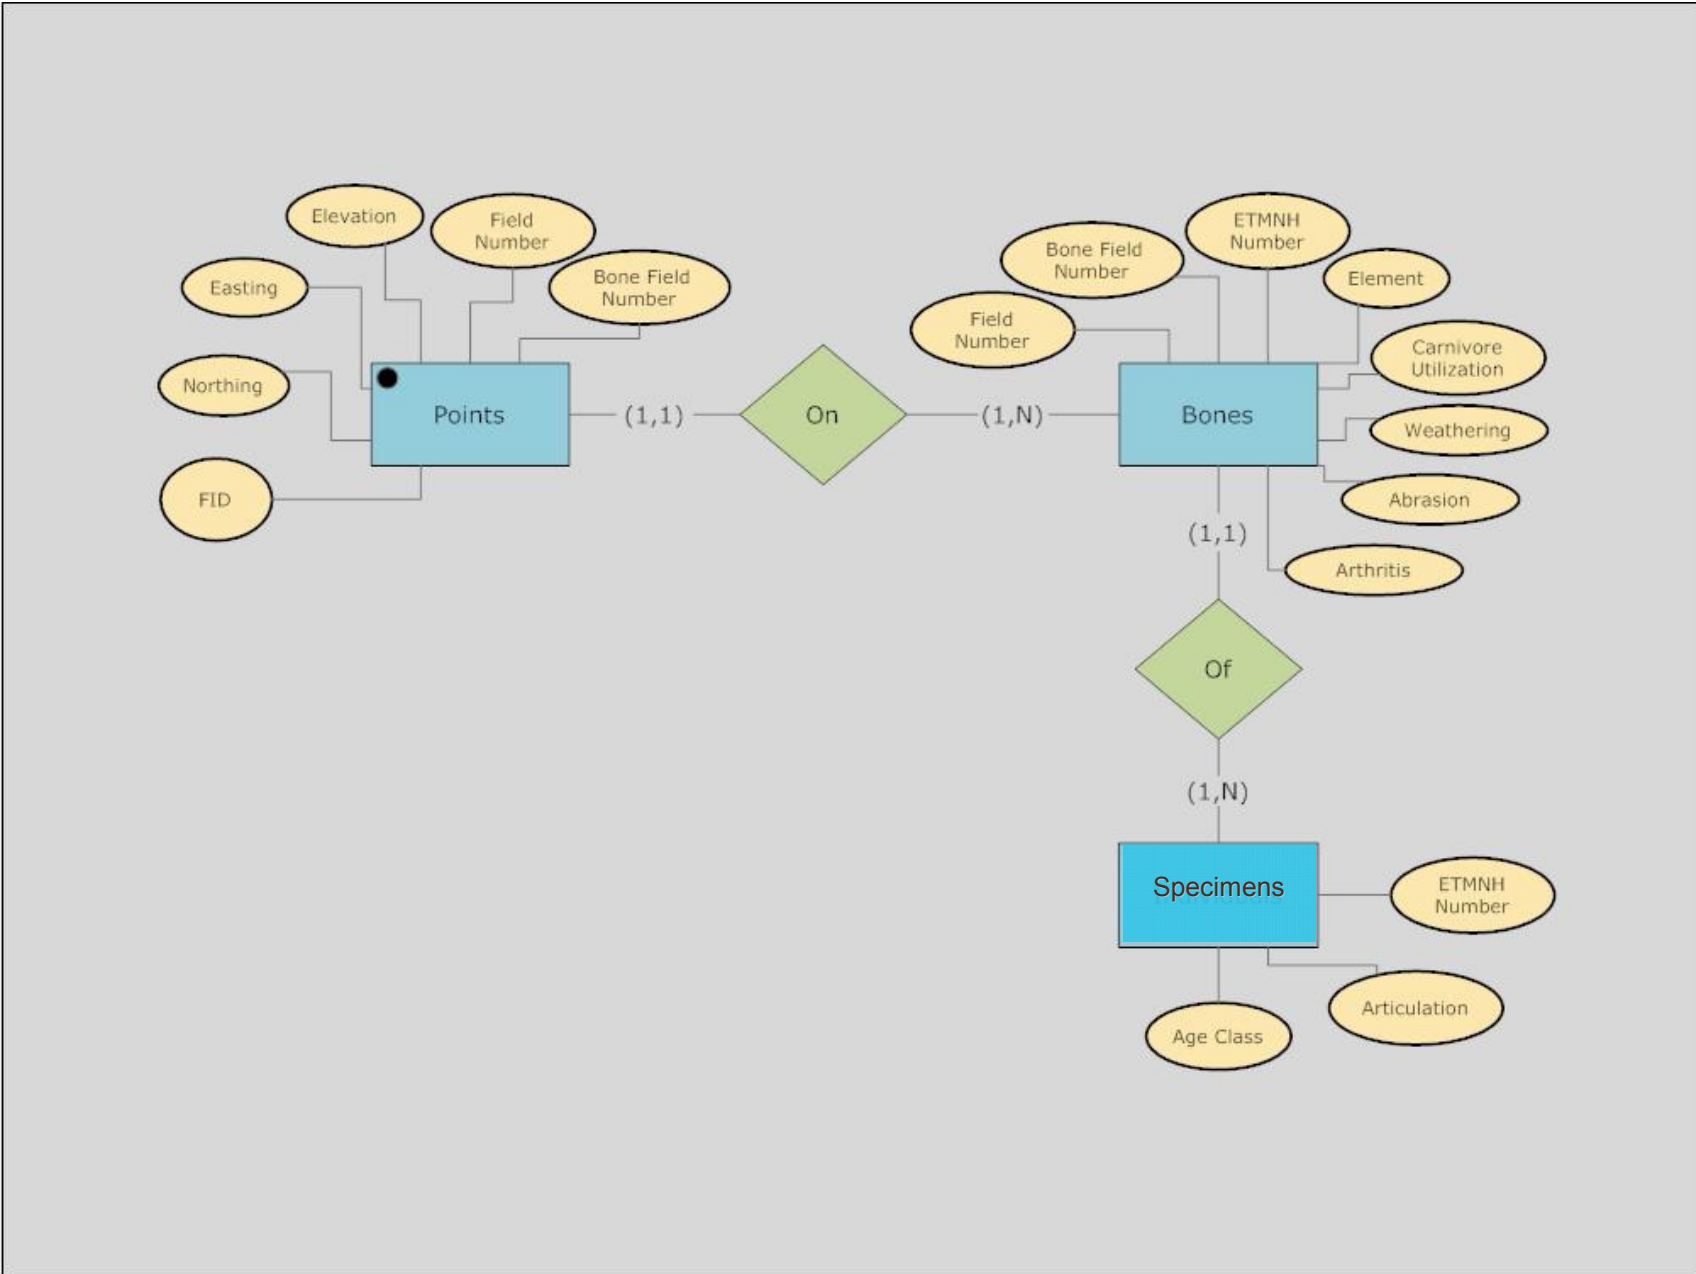 Elevation
Field
Number
Bone Field
Number
Easting
Northing
FID
Points
(1,1)
On
(1,N)
Bones
Field
Number
Bone Field
Number
ETMNH
Number
Element
Carnivore
Utilization
Weathering
Abrasion
Arthritis
(1,1)
Of
(1,N)
Specimens
ETMNH
Number
Articulation
Age Class